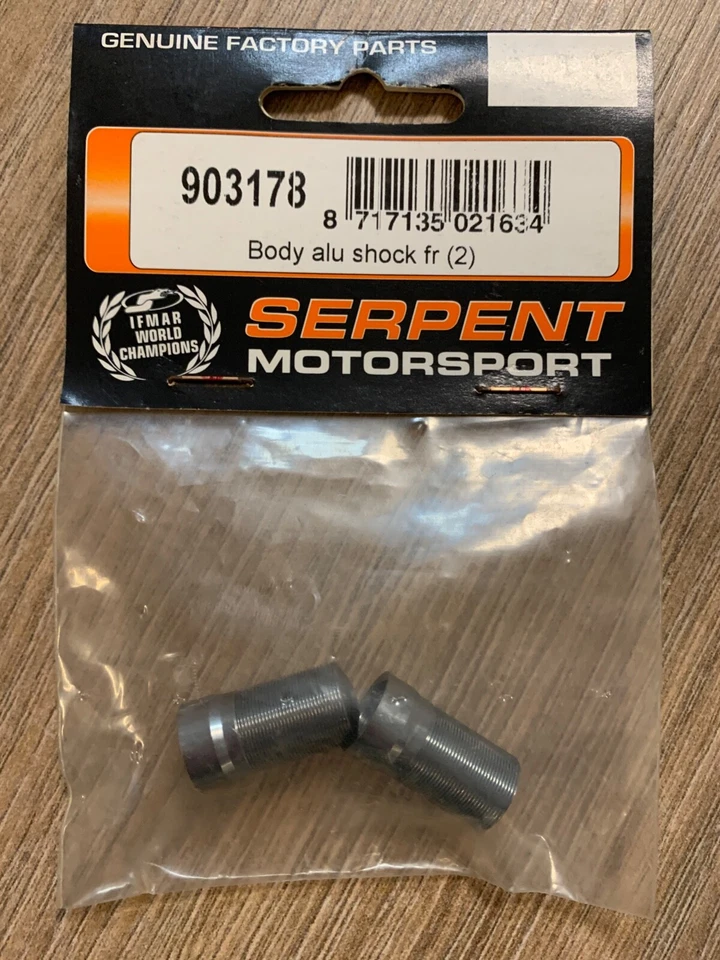 GENUINE FACTORY PARTS
903178
8 717135 021634
Body alu shock fr (2)
IFMAR
WORLD
CHAMPIONS
SERPENT
MOTORSPORT